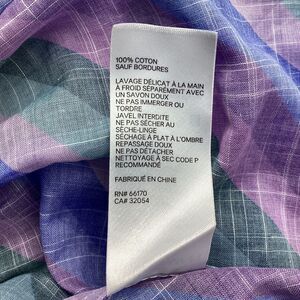 100% COTON
SAUF BORDURES
LAVAGE DÉLICAT À LA MAIN
À FROID SÉPARÉMENT AVEC
UN SAVON DOUX
NE PAS IMMERGER OU
TORDRE
JAVEL INTERDITE
NE PAS SÉCHER AU
SÈCHE-LINGE
SÉCHAGE À PLAT À L'OMBRE
REPASSAGE DOUX
NE PAS DÉTACHER
NETTOYAGE À SEC CODE P
RECOMMANDÉ
FABRIQUÉ EN CHINE
RN# 66170
CA# 32054